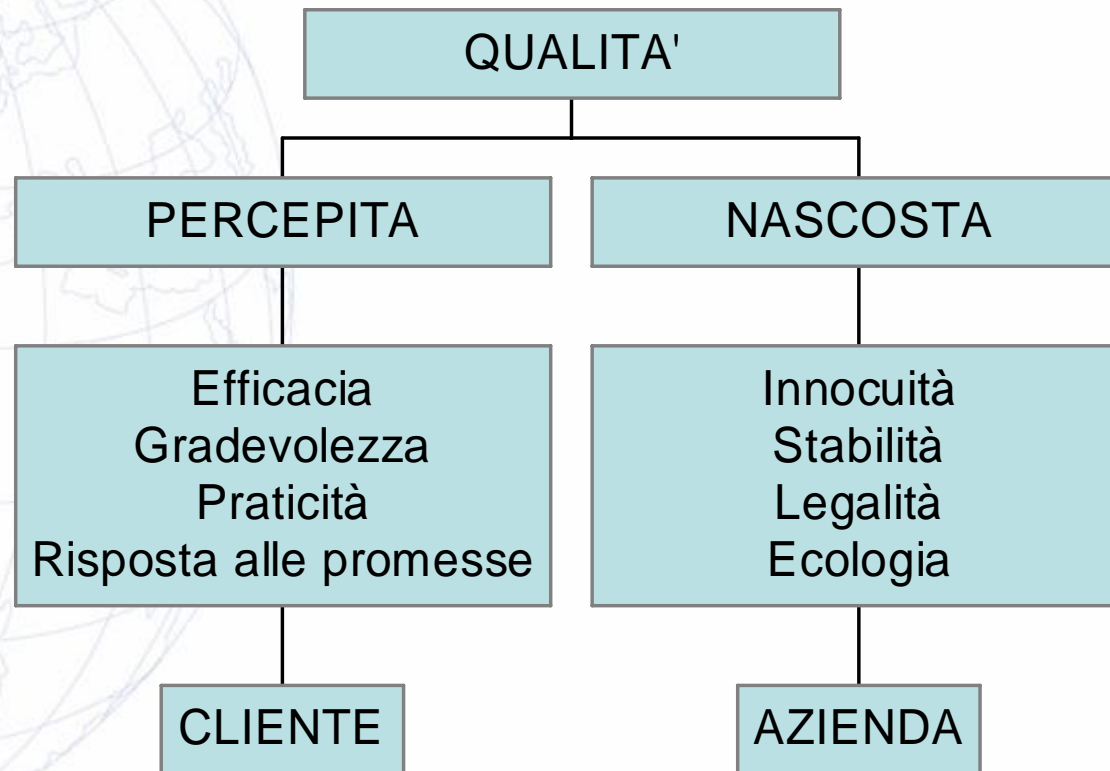 QUALITA'
PERCEPITA
NASCOSTA
Efficacia
Gradevolezza
Praticità
Risposta alle promesse
Innocuità
Stabilità
Legalità
Ecologia
CLIENTE
AZIENDA